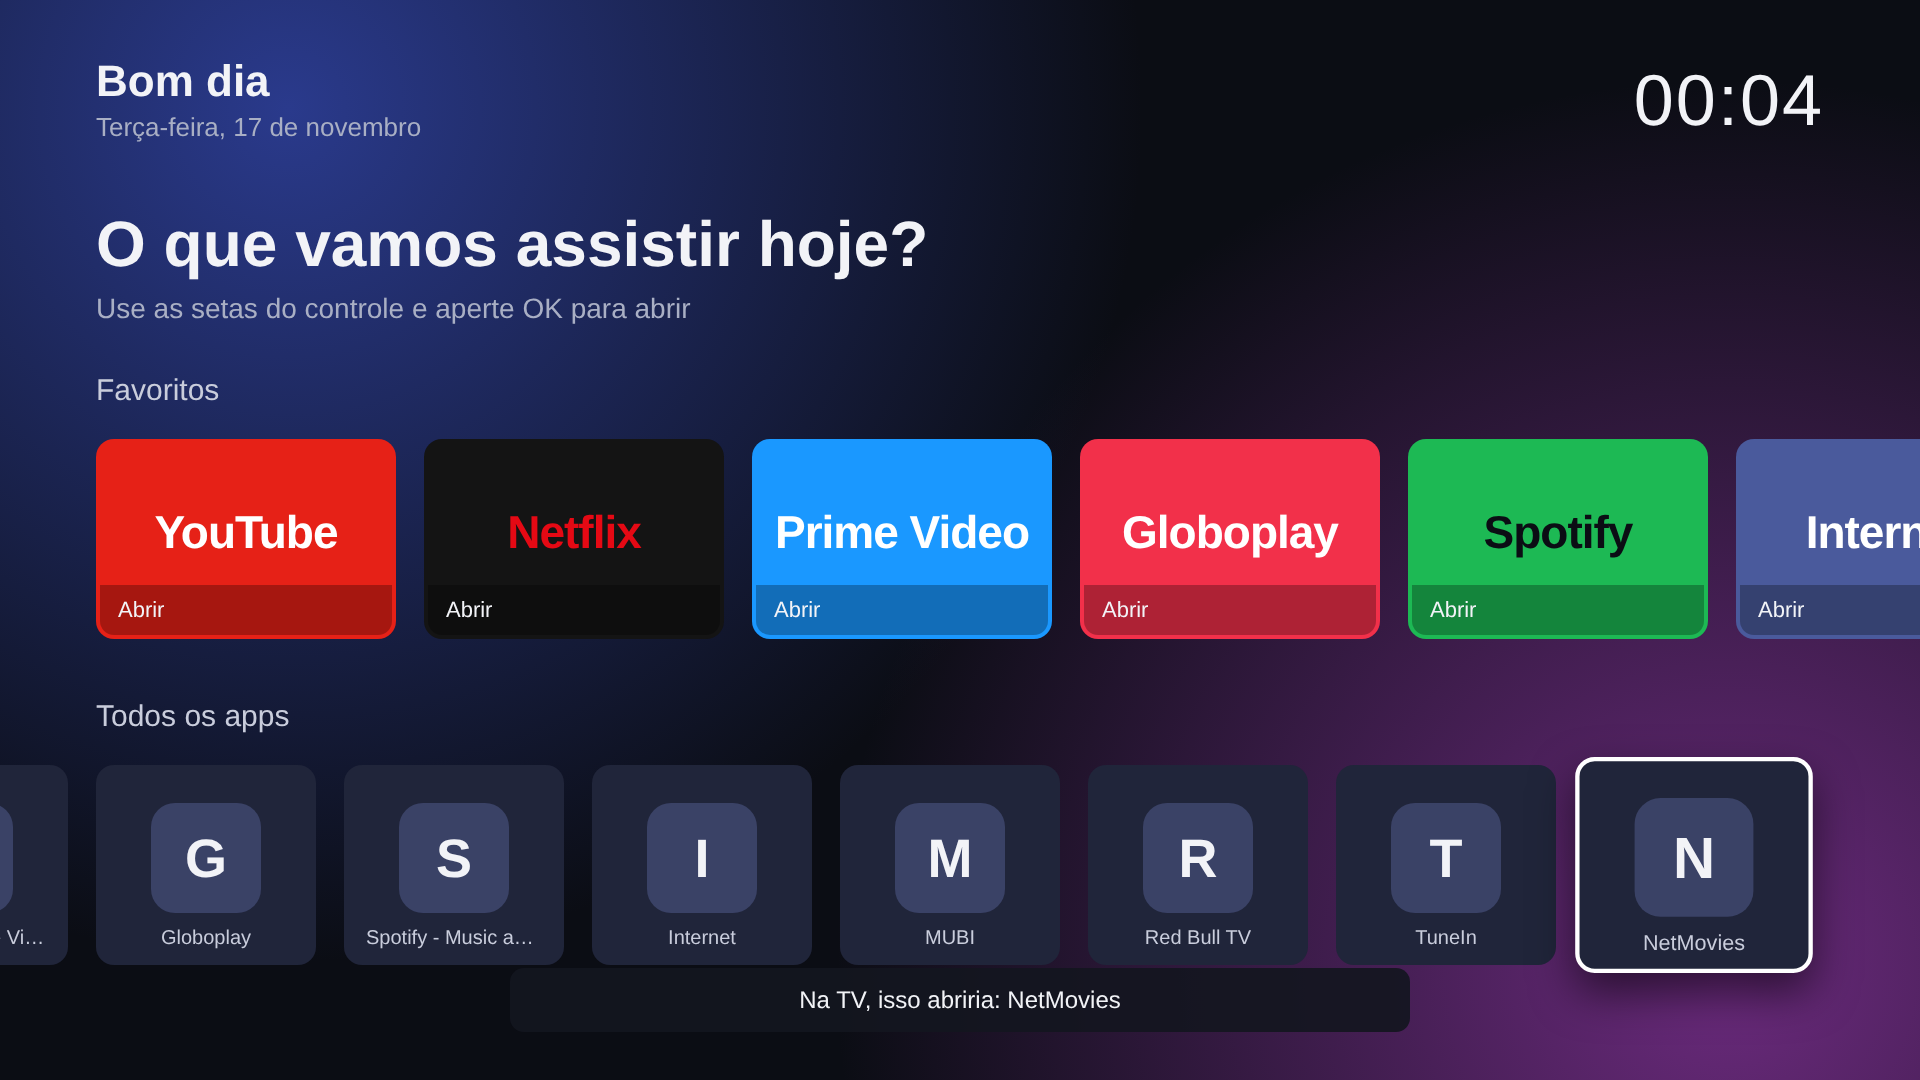 Bom dia
Terça-feira, 17 de novembro
00:04
O que vamos assistir hoje?
Use as setas do controle e aperte OK para abrir
Favoritos
YouTube
Netflix
Prime Video
Globoplay
Spotify
Intern
Abrir
Abrir
Abrir
Abrir
Abrir
Abrir
Todos os apps
G
S
I
M
R
T
N
Vi…
Globoplay
Spotify - Music a…
Internet
MUBI
Red Bull TV
TuneIn
NetMovies
Na TV, isso abriria: NetMovies